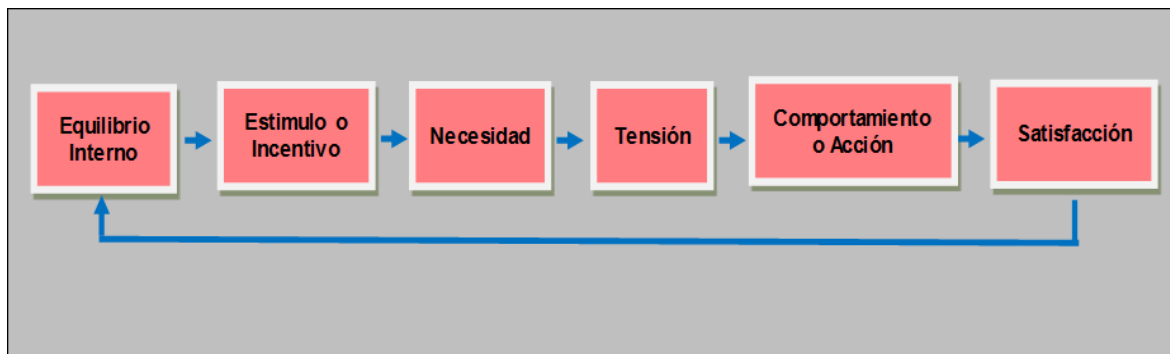 Equilibrio
Interno
Estimulo o
Incentivo
Necesidad
Tensión
Comportamiento
o Acción
Satisfacción